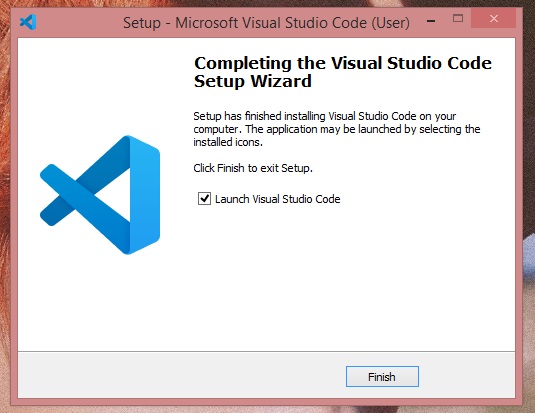 Setup - Microsoft Visual Studio Code (User)
Completing the Visual Studio Code
Setup Wizard
Setup has finished installing Visual Studio Code on your
computer. The application may be launched by selecting the
installed icons.
Click Finish to exit Setup.
Launch Visual Studio Code
Finish